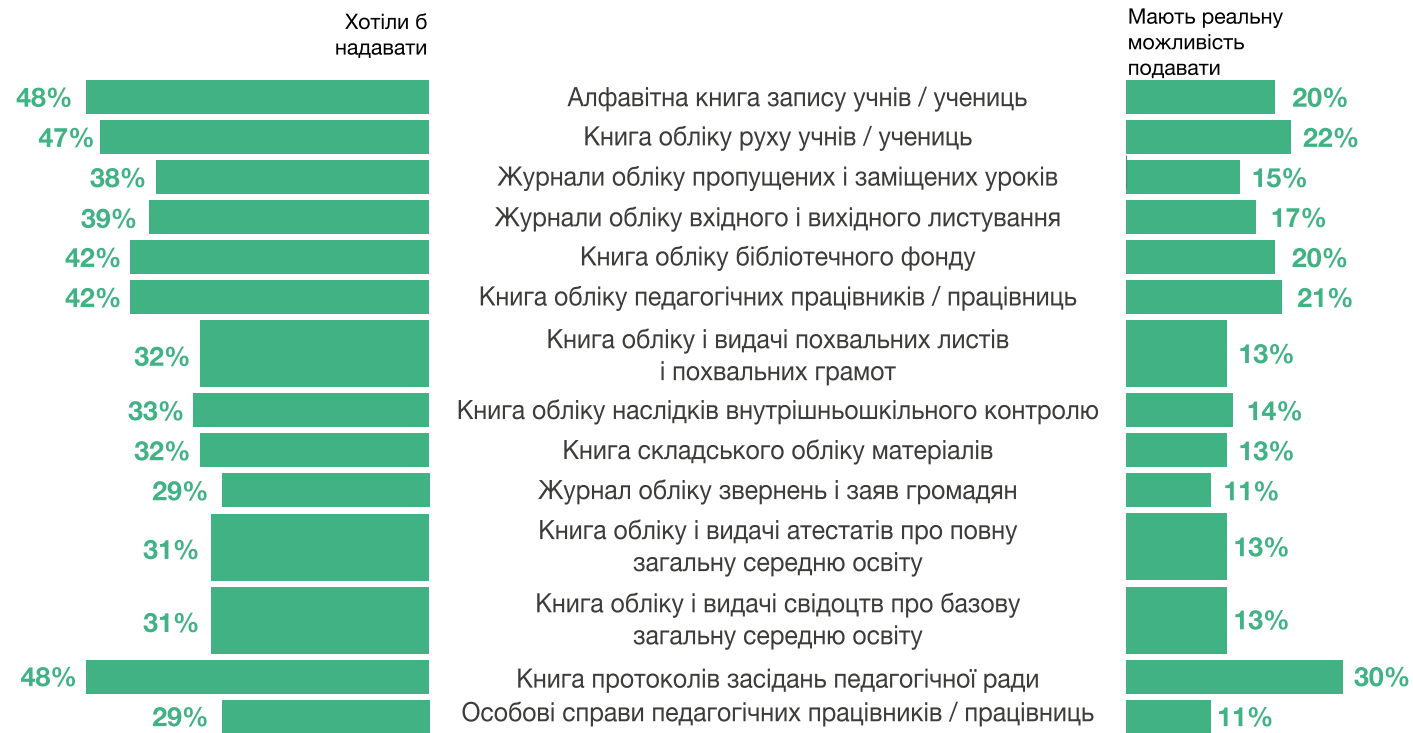 Хотіли б
надавати
Мають реальну
можливість
подавати
48% Алфавітна книга запису учнів / учениць 20%
47% Книга обліку руху учнів / учениць 22%
38% Журнали обліку пропущених і заміщених уроків 15%
39% Журнали обліку вхідного і вихідного листування 17%
42% Книга обліку бібліотечного фонду 20%
42% Книга обліку педагогічних працівників / працівниць 21%
32% Книга обліку і видачі похвальних листів
і похвальних грамот 13%
33% Книга обліку наслідків внутрішньошкільного контролю 14%
32% Книга складського обліку матеріалів 13%
29% Журнал обліку звернень і заяв громадян 11%
31% Книга обліку і видачі атестатів про повну
загальну середню освіту 13%
31% Книга обліку і видачі свідоцтв про базову
загальну середню освіту 13%
48% Книга протоколів засідань педагогічної ради 30%
29% Особові справи педагогічних працівників / працівниць 11%